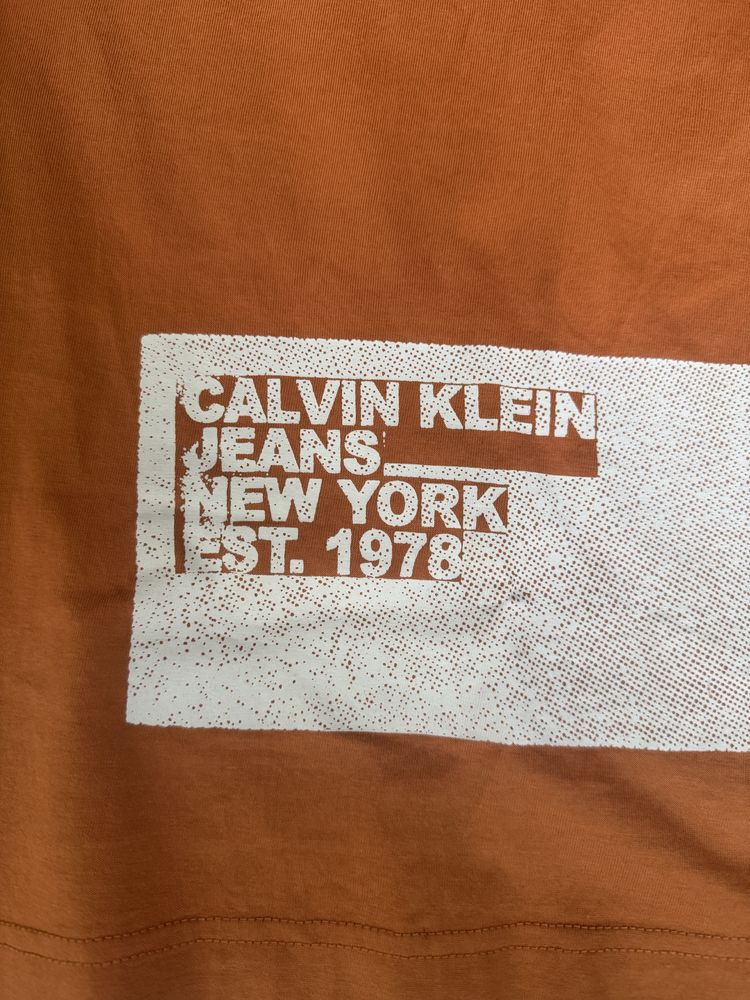 CALVIN KLEIN
JEANS
NEW YORK
EST. 1978